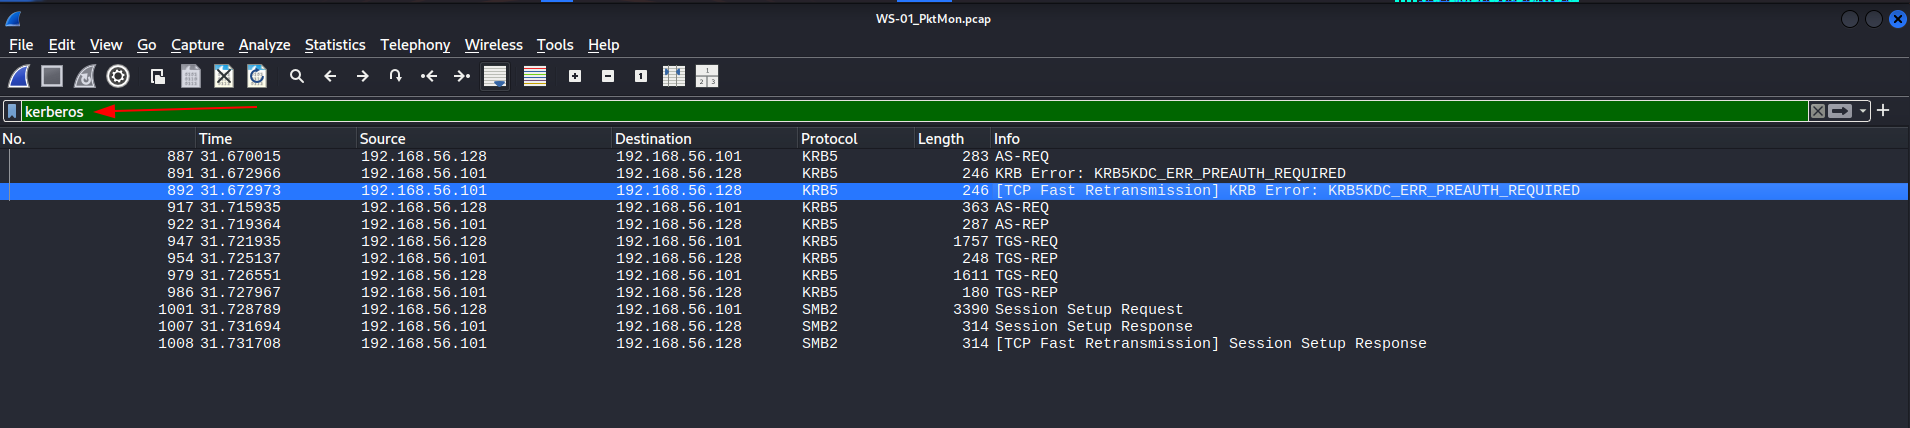 WS-01_PktMon.pcap
File Edit View Go Capture Analyze Statistics Telephony Wireless Tools Help
kerberos
No. Time Source Destination Protocol Length Info
887 31.670015 192.168.56.128 192.168.56.101 KRB5 283 AS-REQ
891 31.672966 192.168.56.101 192.168.56.128 KRB5 246 KRB Error: KRB5KDC_ERR_PREAUTH_REQUIRED
892 31.672973 192.168.56.101 192.168.56.128 KRB5 246 [TCP Fast Retransmission] KRB Error: KRB5KDC_ERR_PREAUTH_REQUIRED
917 31.715935 192.168.56.128 192.168.56.101 KRB5 363 AS-REQ
922 31.719364 192.168.56.101 192.168.56.128 KRB5 287 AS-REP
947 31.721935 192.168.56.128 192.168.56.101 KRB5 1757 TGS-REQ
954 31.725137 192.168.56.101 192.168.56.128 KRB5 248 TGS-REP
979 31.726551 192.168.56.128 192.168.56.101 KRB5 1611 TGS-REQ
986 31.727967 192.168.56.101 192.168.56.128 KRB5 180 TGS-REP
1001 31.728789 192.168.56.128 192.168.56.101 SMB2 3390 Session Setup Request
1007 31.731694 192.168.56.101 192.168.56.128 SMB2 314 Session Setup Response
1008 31.731708 192.168.56.101 192.168.56.128 SMB2 314 [TCP Fast Retransmission] Session Setup Response